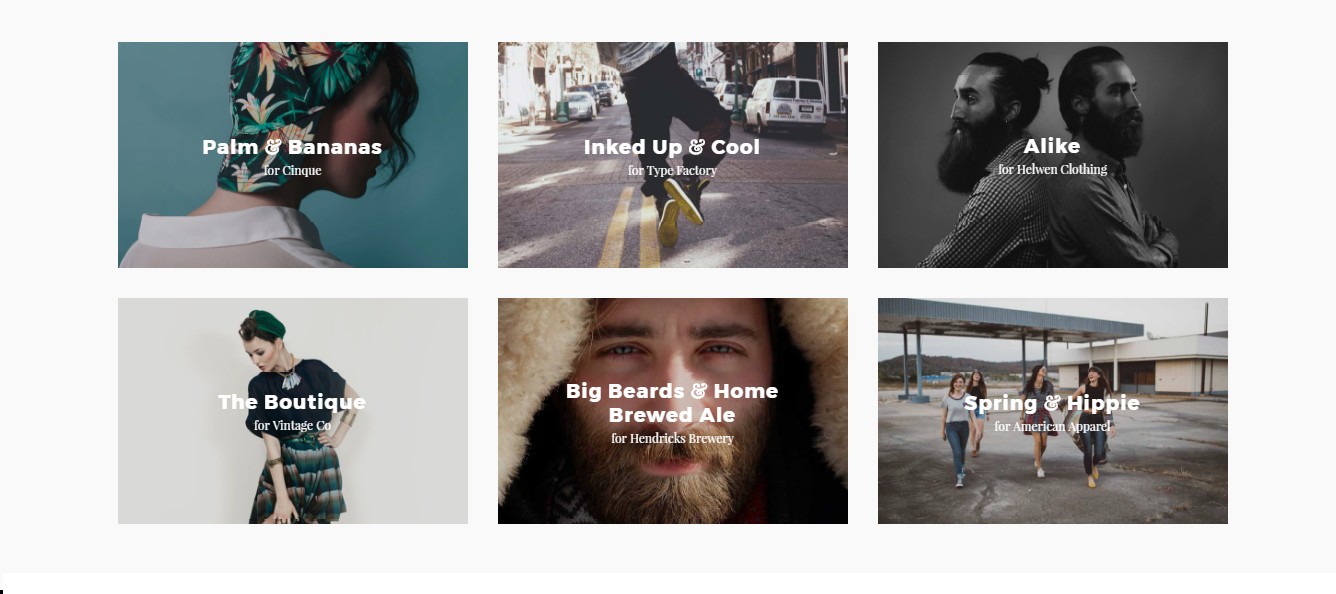 Palm & Bananas
for Cinque
Inked Up & Cool
for Type Factory
Alike
for Helwen Clothing
The Boutique
for Vintage Co
Big Beards & Home
Brewed Ale
for Hendricks Brewery
Spring & Hippie
for American Apparel